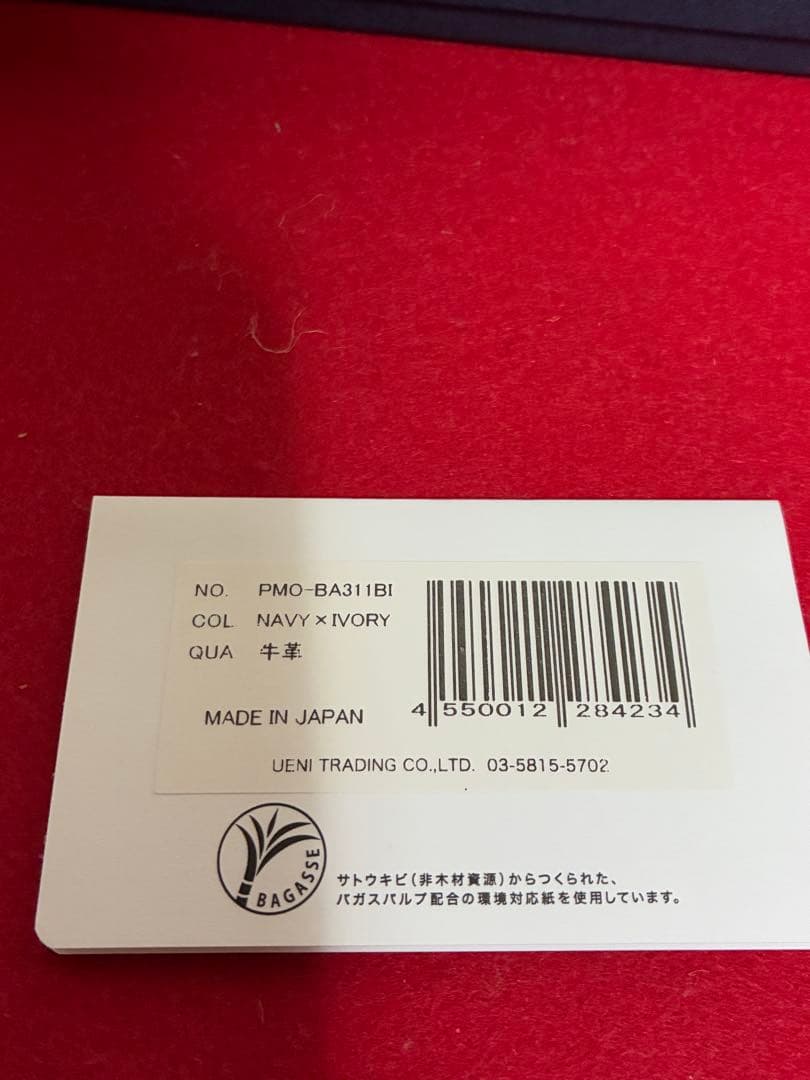 NO. PMO-BA311BI
COL NAVY×IVORY
QUA 牛革
MADE IN JAPAN
4 550012 284234
UENI TRADING CO.,LTD. 03-5815-5702
BAGASSE
サトウキビ(非木材資源)からつくられた、
バガスパルプ配合の環境対応紙を使用しています。